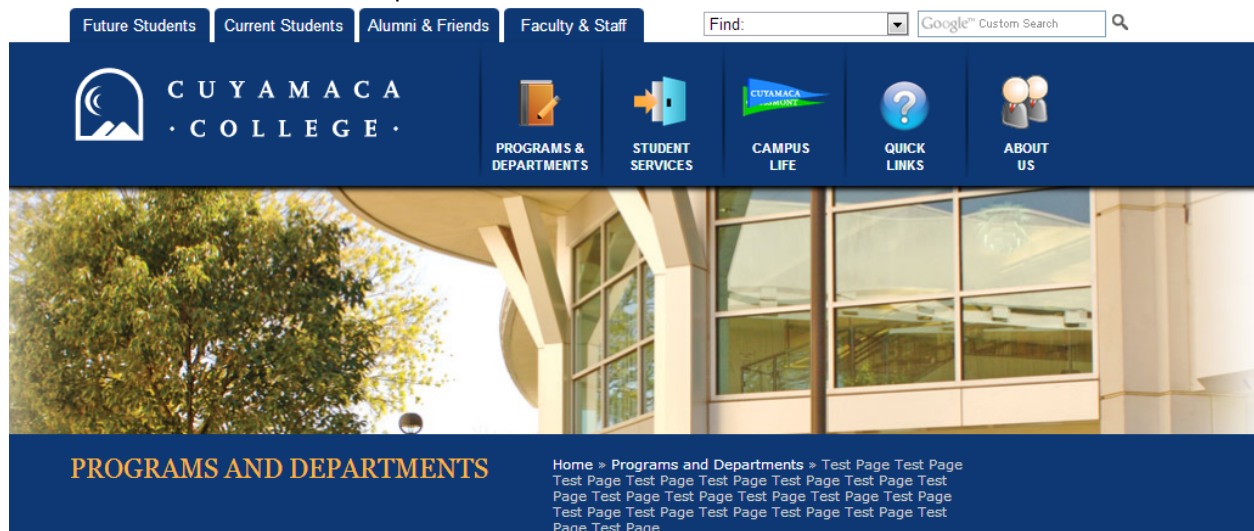 Future Students
Current Students
Alumni & Friends
Faculty & Staff
Find:
Google™ Custom Search
CUYAMACA
· COLLEGE ·
PROGRAMS &
DEPARTMENTS
STUDENT
SERVICES
CUYAMACA
CAMPUS
LIFE
?
QUICK
LINKS
ABOUT
US
PROGRAMS AND DEPARTMENTS
Home » Programs and Departments » Test Page Test Page
Test Page Test Page Test Page Test Page Test Page Test
Page Test Page Test Page Test Page Test Page Test Page
Test Page Test Page Test Page Test Page Test Page Test
Page Test Page